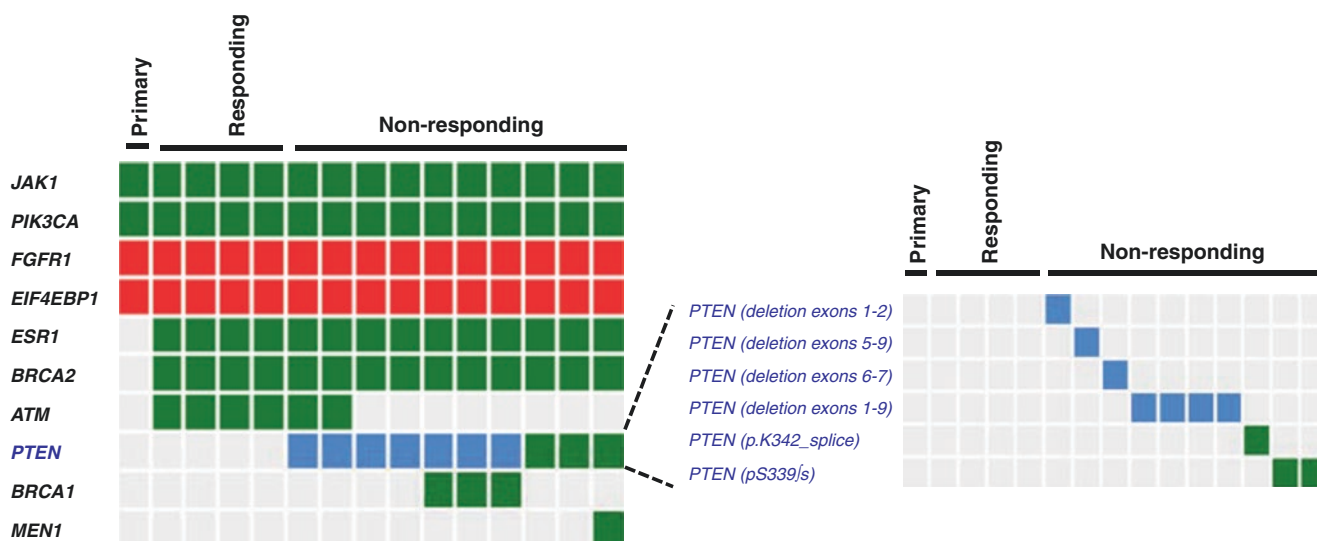 Primary
Responding
Non-responding
JAK1
PIK3CA
FGFR1
EIF4EBP1
ESR1
BRCA2
ATM
PTEN
BRCA1
MEN1
Primary
Responding
Non-responding
PTEN (deletion exons 1-2)
PTEN (deletion exons 5-9)
PTEN (deletion exons 6-7)
PTEN (deletion exons 1-9)
PTEN (p.K342_splice)
PTEN (pS339∫s)